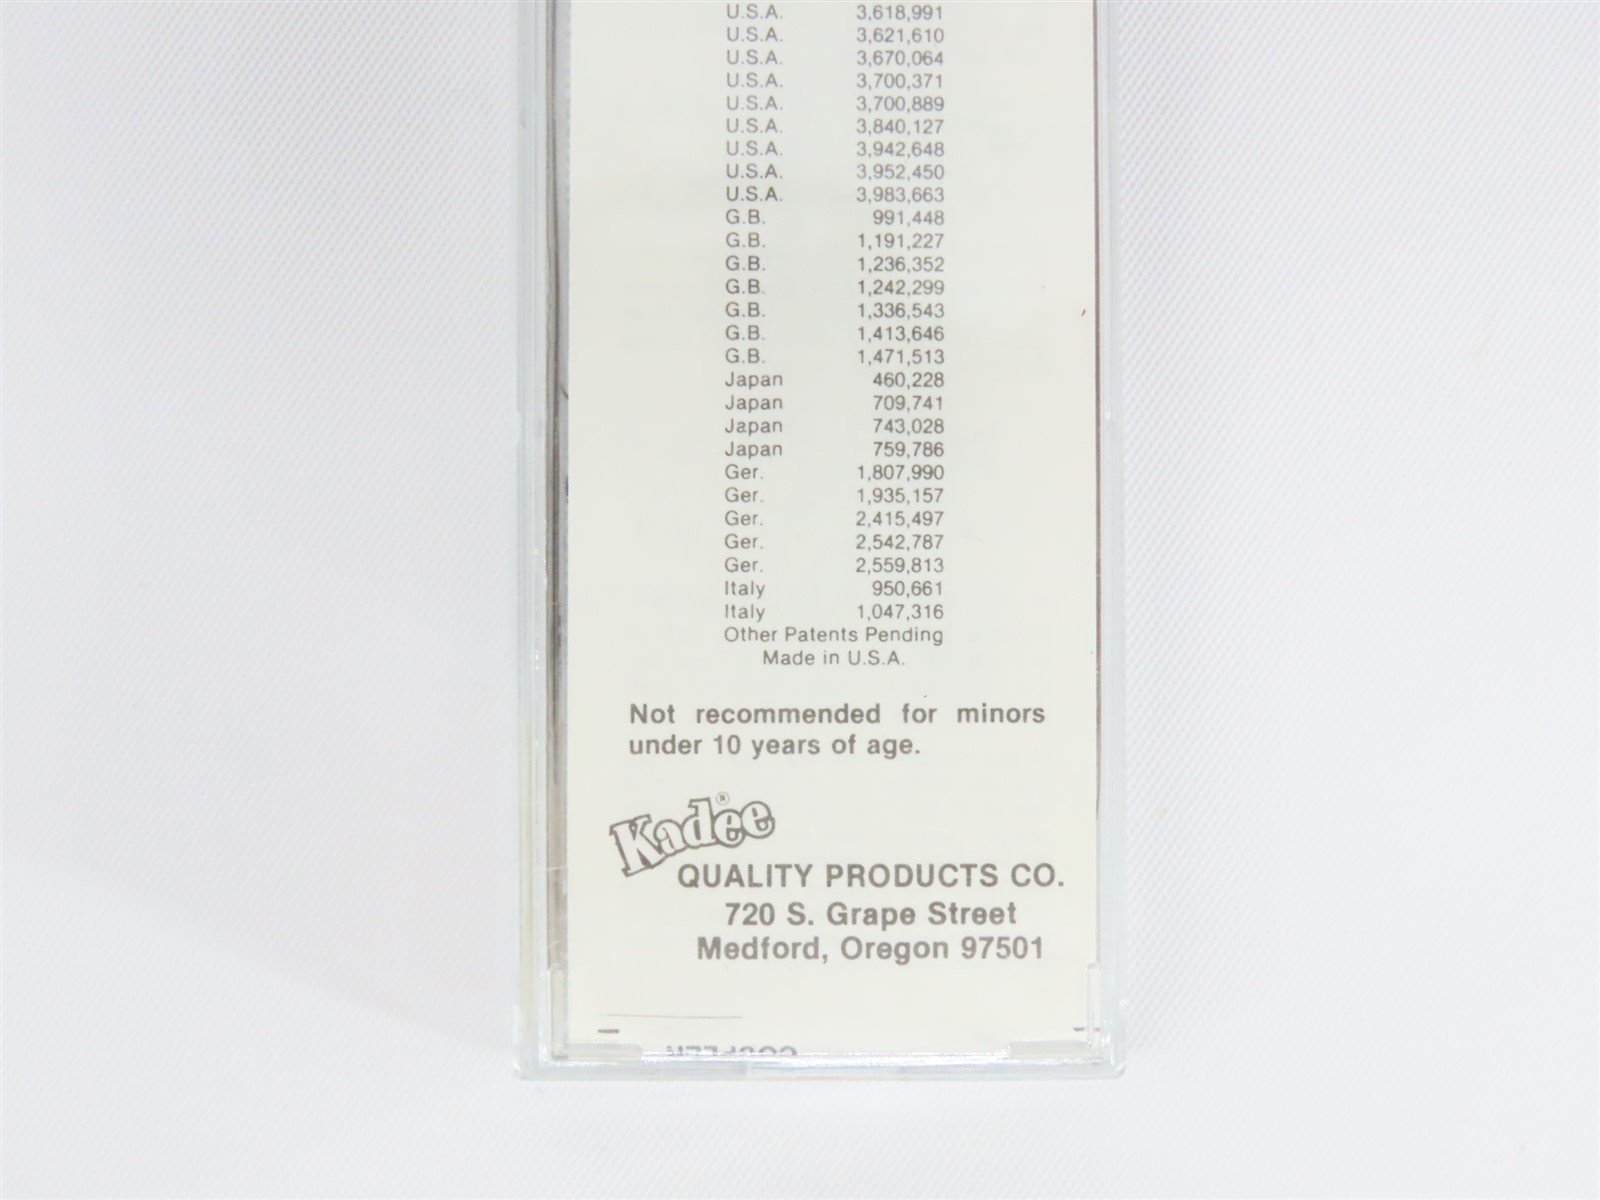 U.S.A. 3,618,991
U.S.A. 3,621,610
U.S.A. 3,670,064
U.S.A. 3,700,371
U.S.A. 3,700,889
U.S.A. 3,840,127
U.S.A. 3,942,648
U.S.A. 3,952,450
U.S.A. 3,983,663
G.B. 991,448
G.B. 1,191,227
G.B. 1,236,352
G.B. 1,242,299
G.B. 1,336,543
G.B. 1,413,646
G.B. 1,471,513
Japan 460,228
Japan 709,741
Japan 743,028
Japan 759,786
Ger. 1,807,990
Ger. 1,935,157
Ger. 2,415,497
Ger. 2,542,787
Ger. 2,559,813
Italy 950,661
Italy 1,047,316
Other Patents Pending
Made in U.S.A.
Not recommended for minors
under 10 years of age.
Kadee®
QUALITY PRODUCTS CO.
720 S. Grape Street
Medford, Oregon 97501